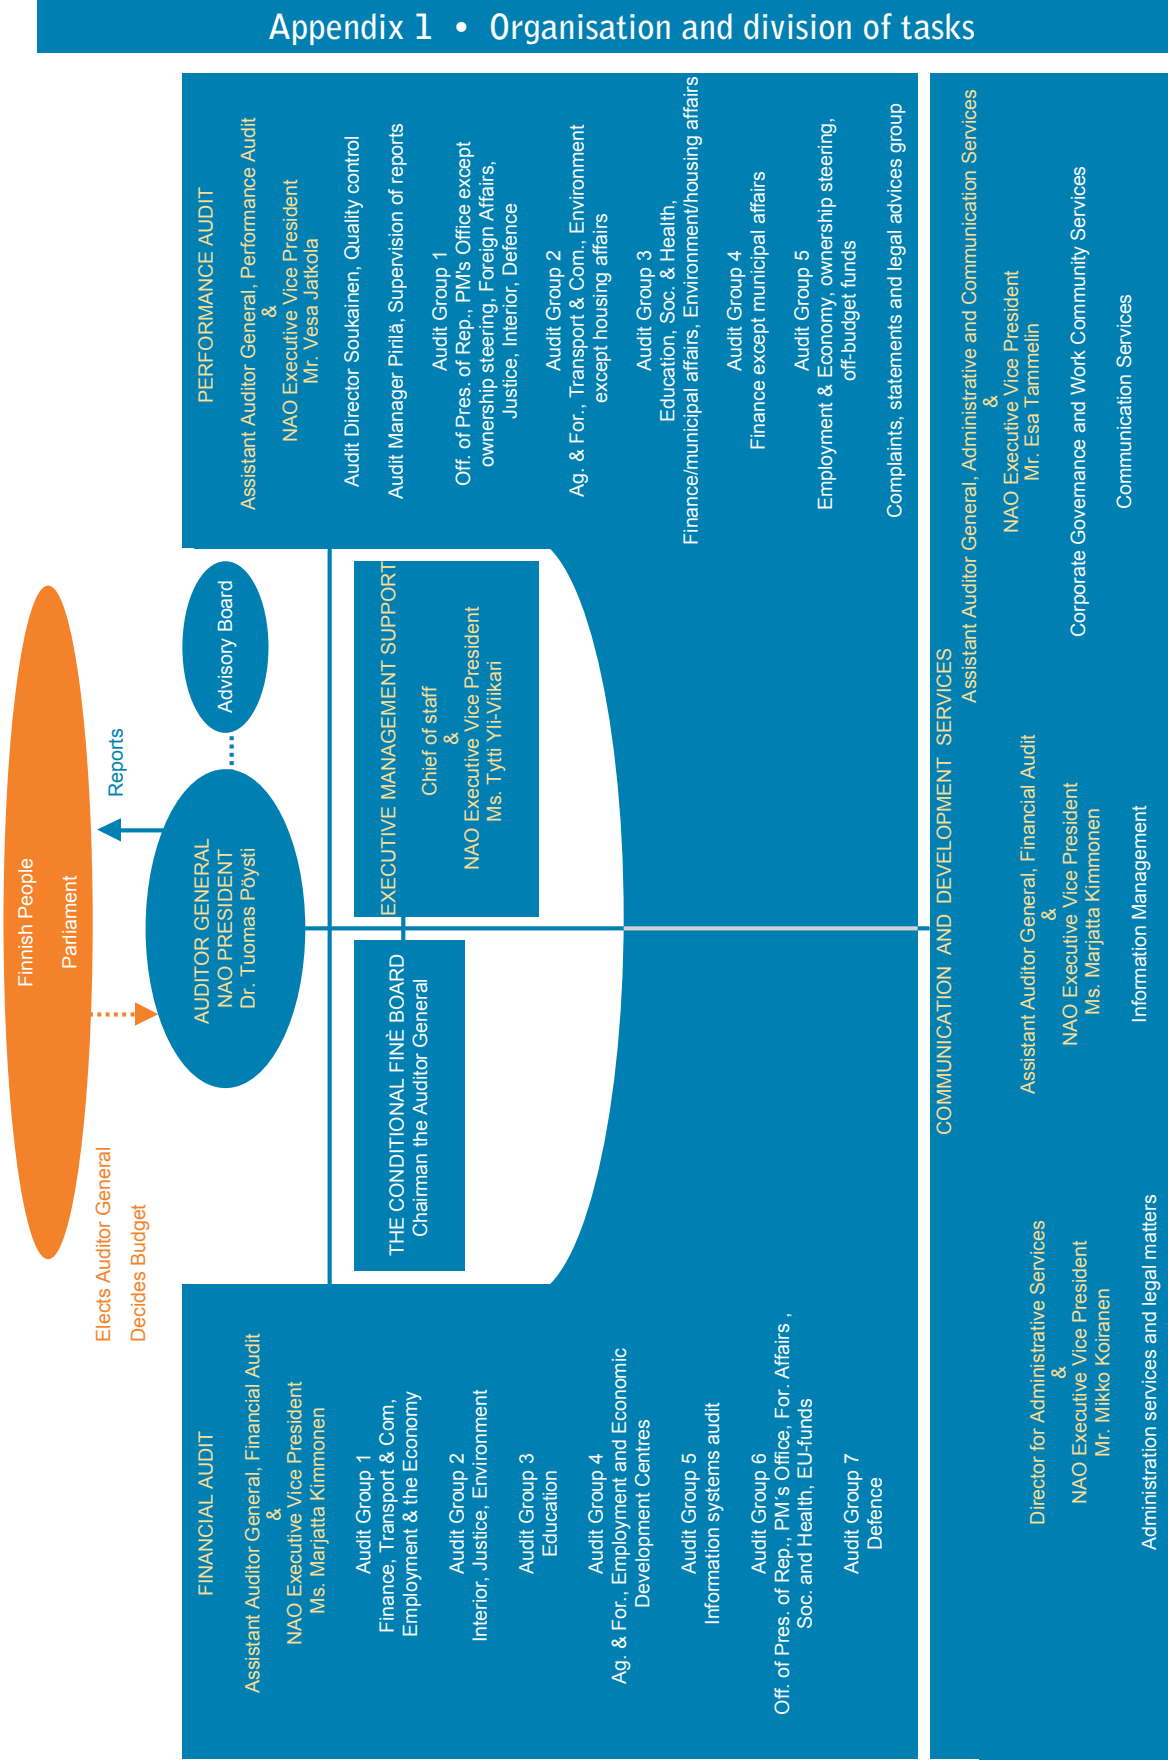 Appendix 1 • Organisation and division of tasks
Finnish People
Parliament
Elects Auditor General
Decides Budget
Reports
AUDITOR GENERAL
NAO PRESIDENT
Dr. Tuomas Pöysti
Advisory Board
THE CONDITIONAL FINÈ BOARD
Chairman the Auditor General
EXECUTIVE MANAGEMENT SUPPORT
Chief of staff
&
NAO Executive Vice President
Ms. Tytti Yli-Viikari
FINANCIAL AUDIT
Assistant Auditor General, Financial Audit
&
NAO Executive Vice President
Ms. Marjatta Kimmonen
Audit Group 1
Finance, Transport & Com,
Employment & the Economy
Audit Group 2
Interior, Justice, Environment
Audit Group 3
Education
Audit Group 4
Ag. & For., Employment and Economic
Development Centres
Audit Group 5
Information systems audit
Audit Group 6
Off. of Pres. of Rep., PM´s Office, For. Affairs ,
Soc. and Health, EU-funds
Audit Group 7
Defence
PERFORMANCE AUDIT
Assistant Auditor General, Performance Audit
&
NAO Executive Vice President
Mr. Vesa Jatkola
Audit Director Soukainen, Quality control
Audit Manager Pirilä, Supervision of reports
Audit Group 1
Off. of Pres. of Rep., PM's Office except
ownership steering, Foreign Affairs,
Justice, Interior, Defence
Audit Group 2
Ag. & For., Transport & Com., Environment
except housing affairs
Audit Group 3
Education, Soc. & Health,
Finance/municipal affairs, Environment/housing affairs
Audit Group 4
Finance except municipal affairs
Audit Group 5
Employment & Economy, ownership steering,
off-budget funds
Complaints, statements and legal advices group
COMMUNICATION AND DEVELOPMENT SERVICES
Director for Administrative Services
&
NAO Executive Vice President
Mr. Mikko Koiranen
Administration services and legal matters
Assistant Auditor General, Financial Audit
&
NAO Executive Vice President
Ms. Marjatta Kimmonen
Information Management
Assistant Auditor General, Administrative and Communication Services
&
NAO Executive Vice President
Mr. Esa Tammelin
Corporate Governance and Work Community Services
Communication Services